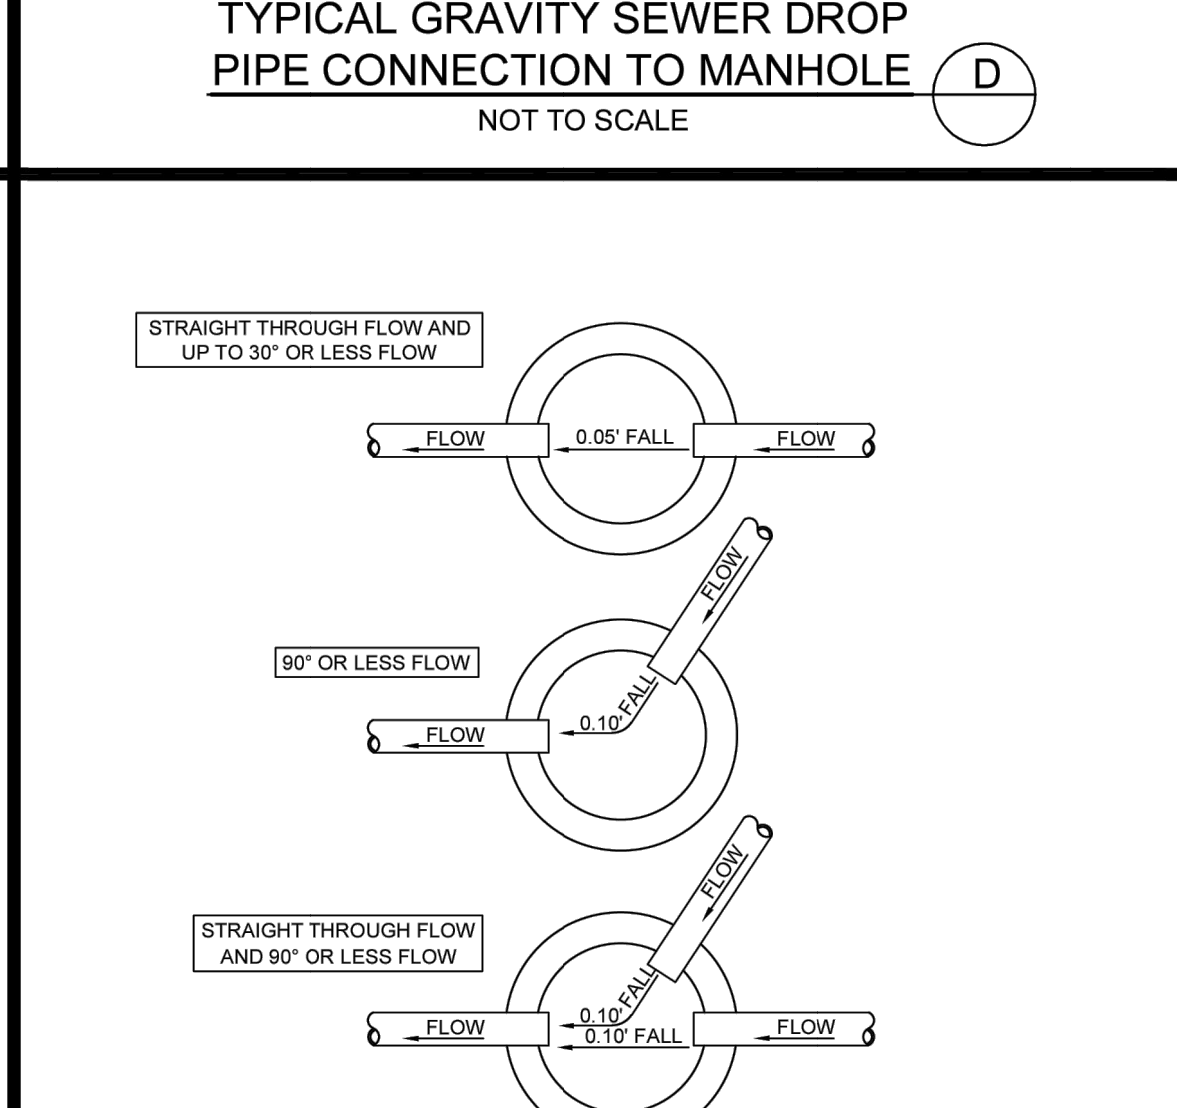 TYPICAL GRAVITY SEWER DROP
PIPE CONNECTION TO MANHOLE
D
NOT TO SCALE
STRAIGHT THROUGH FLOW AND
UP TO 30° OR LESS FLOW
FLOW
0.05' FALL
FLOW
FLOW
90° OR LESS FLOW
0.10' FALL
FLOW
FLOW
STRAIGHT THROUGH FLOW
AND 90° OR LESS FLOW
0.10' FALL
FLOW
0.10' FALL
FLOW